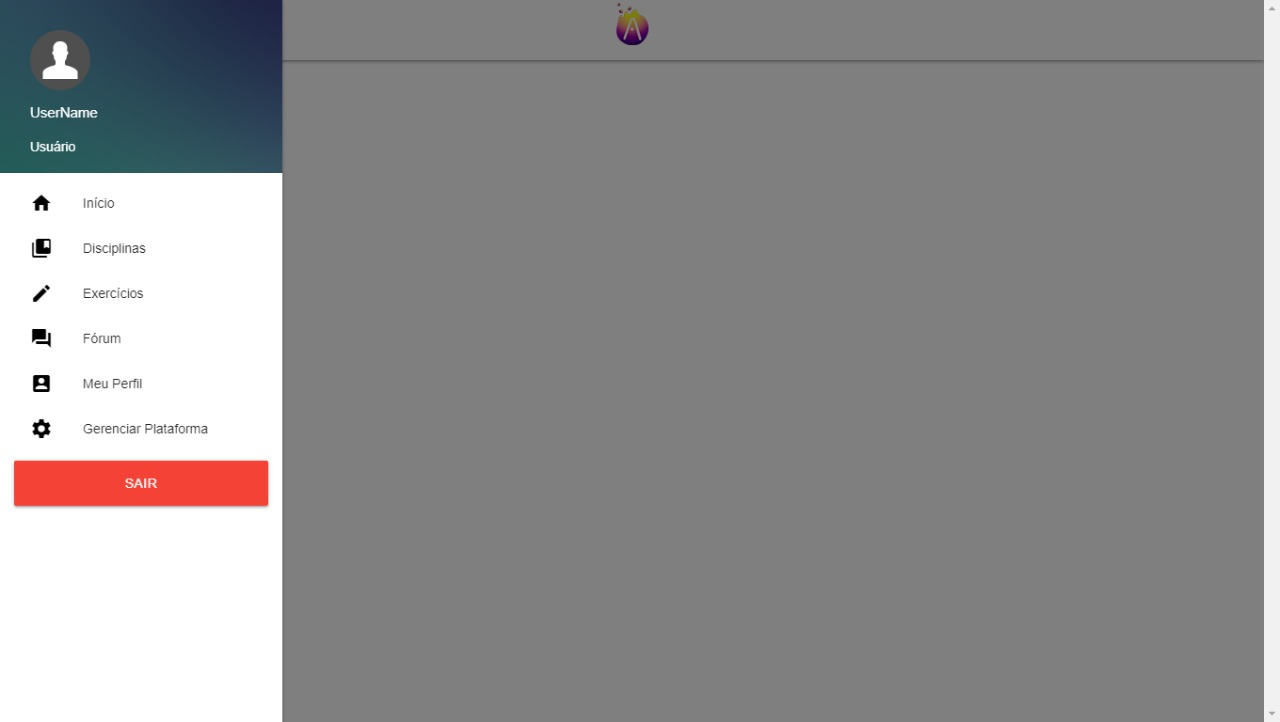 UserName
Usuário
Início
Disciplinas
Exercícios
Fórum
Meu Perfil
Gerenciar Plataforma
SAIR